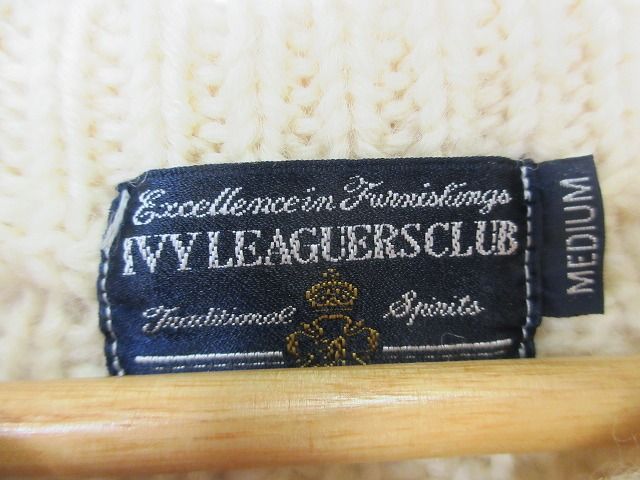 Excellence in Furnishings
IVY LEAGUERS CLUB
Traditional Spirits
MEDIUM